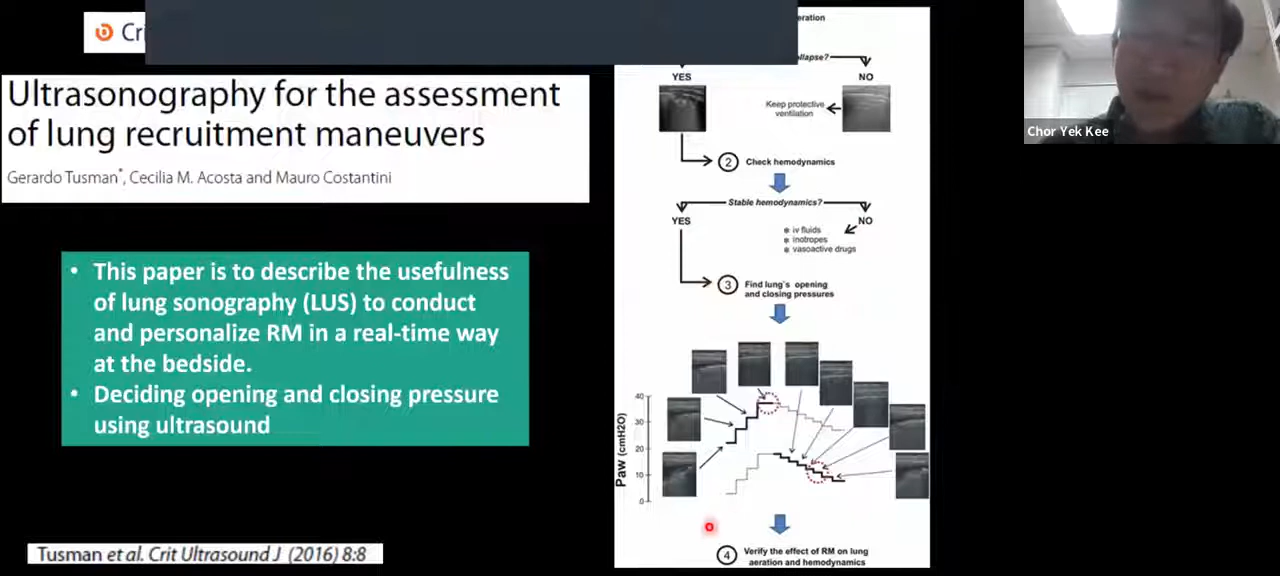 Cri
Ultrasonography for the assessment
of lung recruitment maneuvers
Gerardo Tusman*, Cecilia M. Acosta and Mauro Costantini
• This paper is to describe the usefulness
of lung sonography (LUS) to conduct
and personalize RM in a real-time way
at the bedside.
• Deciding opening and closing pressure
using ultrasound
Tusman et al. Crit Ultrasound J (2016) 8:8
eration
ollapse?
YES
NO
Keep protective
ventilation
2 Check hemodynamics
Stable hemodynamics?
YES
NO
iv fluids
inotropes
vasoactive drugs
3 Find lung's opening
and closing pressures
Paw (cmH2O)
40
30
20
10
0
4 Verify the effect of RM on lung
aeration and hemodynamics
Chor Yek Kee